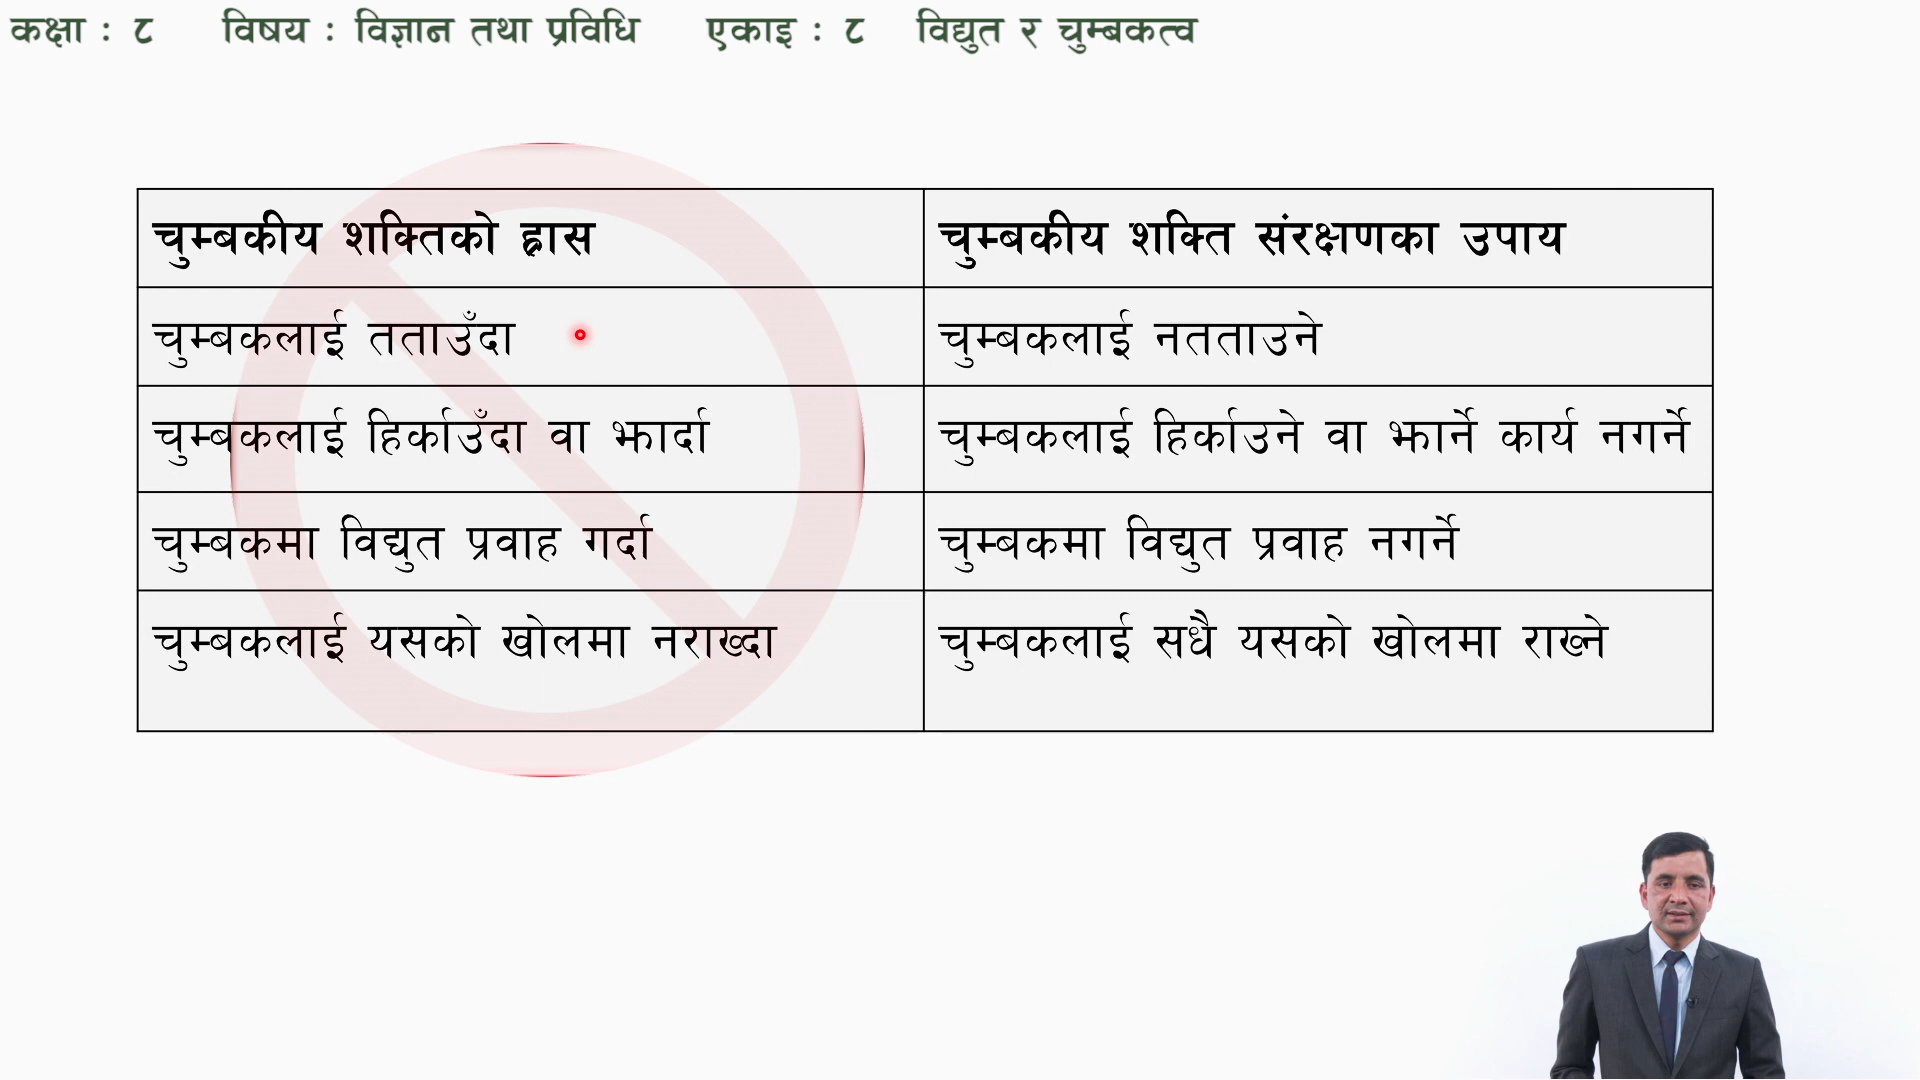 कक्षा : ८ विषय : विज्ञान तथा प्रविधि एकाइ : ८ विद्युत र चुम्बकत्व
चुम्बकीय शक्तिको ह्रास चुम्बकीय शक्ति संरक्षणका उपाय
चुम्बकलाई तताउँदा चुम्बकलाई नतताउने
चुम्बकलाई हिर्काउँदा वा झार्दा चुम्बकलाई हिर्काउने वा झार्ने कार्य नगर्ने
चुम्बकमा विद्युत प्रवाह गर्दा चुम्बकमा विद्युत प्रवाह नगर्ने
चुम्बकलाई यसको खोलमा नराख्दा चुम्बकलाई सधै यसको खोलमा राख्ने